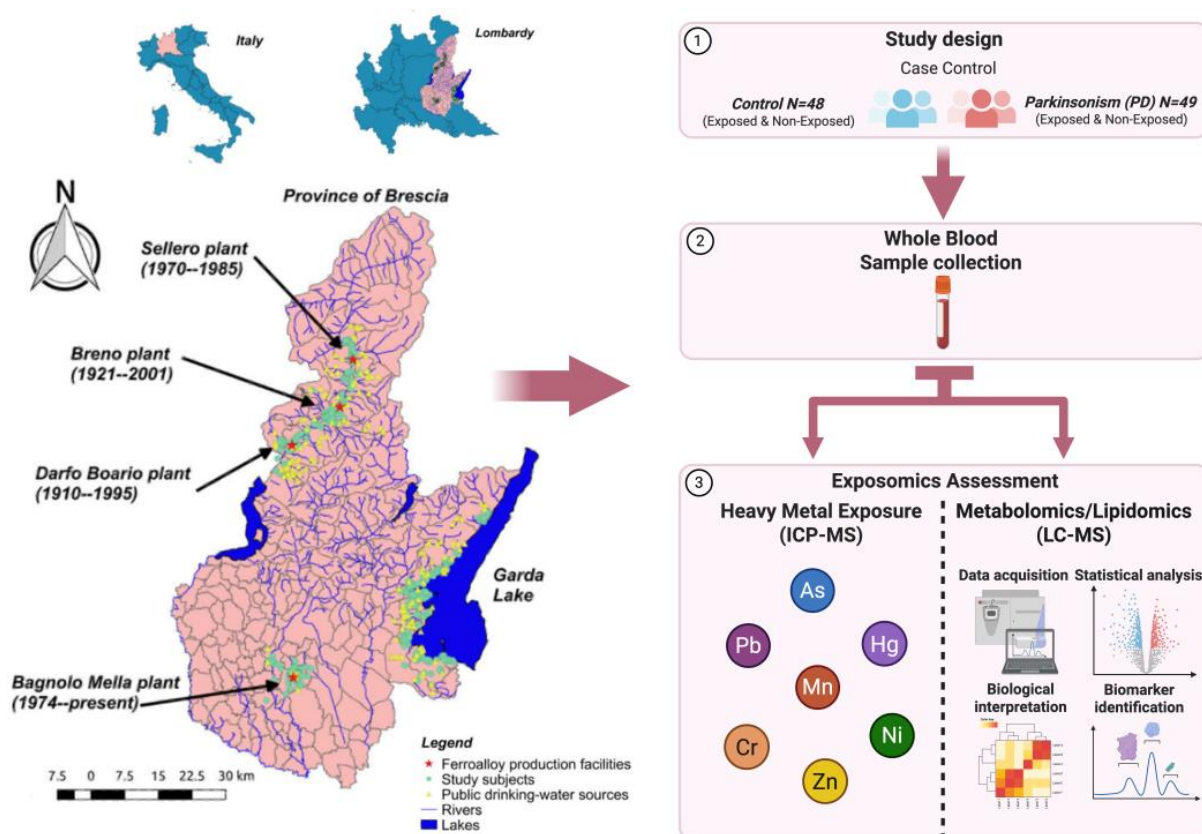 Italy
Lombardy
Province of Brescia
N
Sellero plant
(1970--1985)
Breno plant
(1921--2001)
Darfo Boario plant
(1910--1995)
Garda
Lake
Bagnolo Mella plant
(1974--present)
7.5 0 7.5 15 22.5 30 km
Legend
Ferroalloy production facilities
Study subjects
Public drinking-water sources
Rivers
Lakes
1
Study design
Case Control
Control N=48
(Exposed & Non-Exposed)
Parkinsonism (PD) N=49
(Exposed & Non-Exposed)
2
Whole Blood
Sample collection
3
Exposomics Assessment
Heavy Metal Exposure
(ICP-MS)
As
Pb
Hg
Mn
Cr
Ni
Zn
Metabolomics/Lipidomics
(LC-MS)
Data acquisition
Statistical analysis
Biological
interpretation
Biomarker
identification